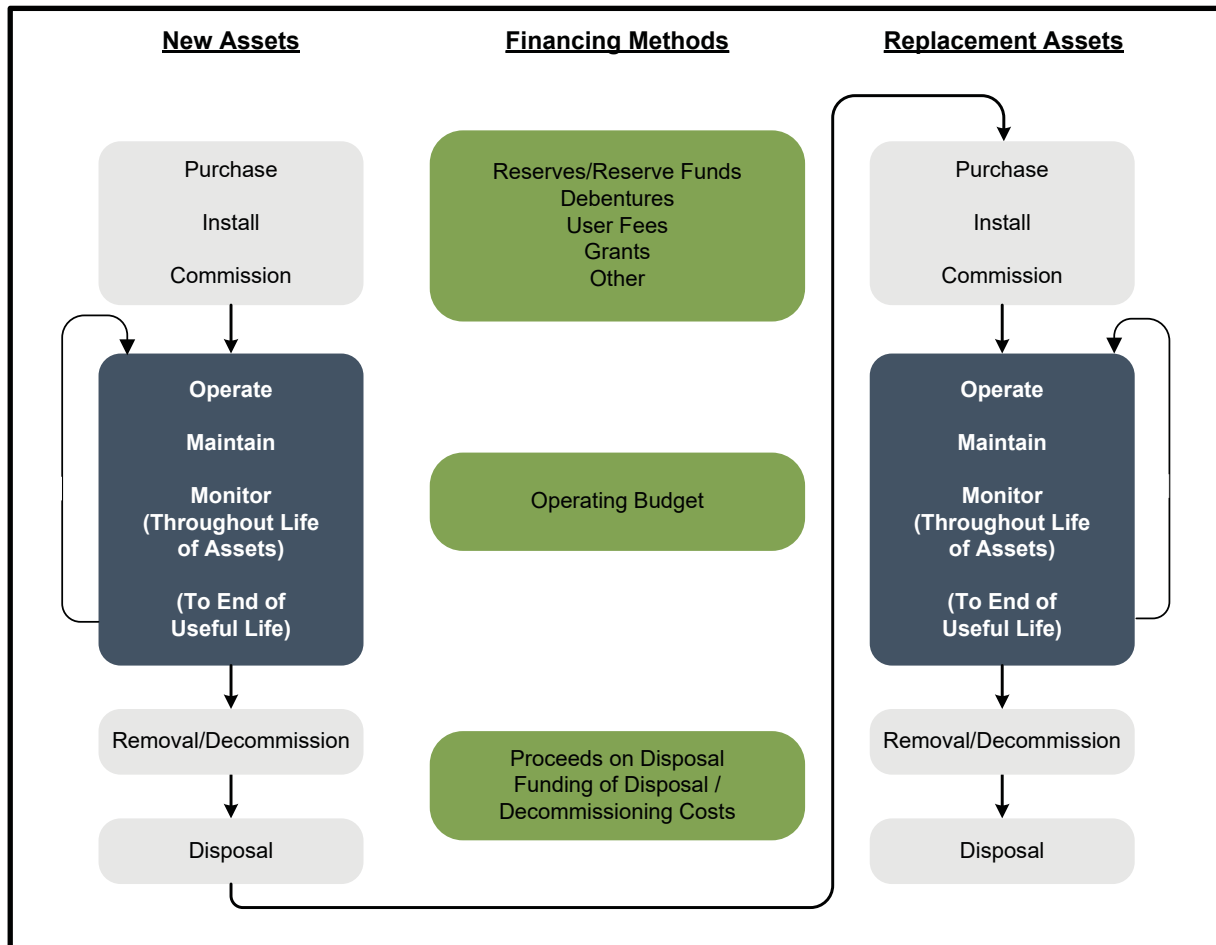 New Assets
Financing Methods
Replacement Assets
Purchase
Install
Commission
Operate
Maintain
Monitor
(Throughout Life
of Assets)
(To End of
Useful Life)
Removal/Decommission
Disposal
Reserves/Reserve Funds
Debentures
User Fees
Grants
Other
Operating Budget
Proceeds on Disposal
Funding of Disposal /
Decommissioning Costs
Purchase
Install
Commission
Operate
Maintain
Monitor
(Throughout Life
of Assets)
(To End of
Useful Life)
Removal/Decommission
Disposal